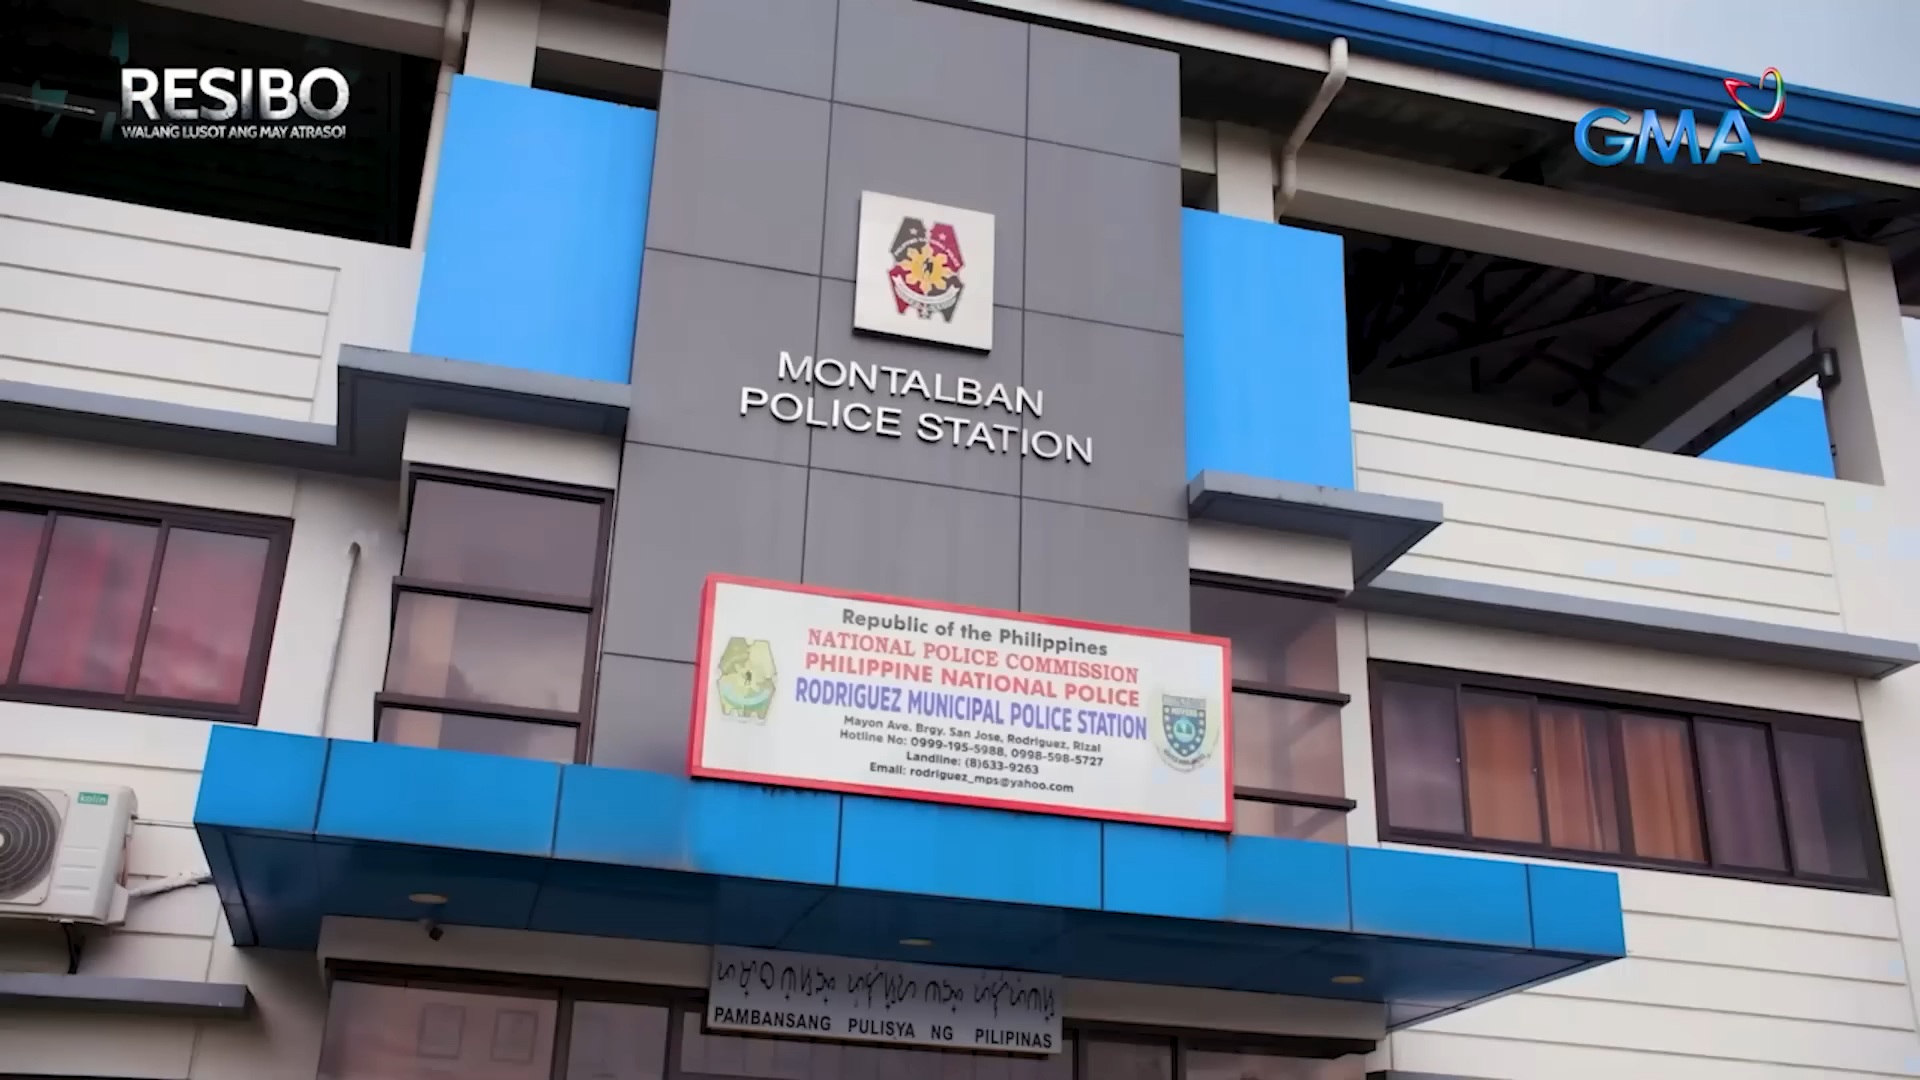 RESIBO
WALANG LUSOT ANG MAY ATRASO!
GMA
MONTALBAN
POLICE STATION
Republic of the Philippines
NATIONAL POLICE COMMISSION
PHILIPPINE NATIONAL POLICE
RODRIGUEZ MUNICIPAL POLICE STATION
Mayon Ave. Brgy. San Jose, Rodriguez, Rizal
Hotline No: 0999-195-5988, 0998-598-5727
Landline: (8)633-9263
Email: rodriguez_mps@yahoo.com
kolin
PAMBANSANG PULISYA NG PILIPINAS